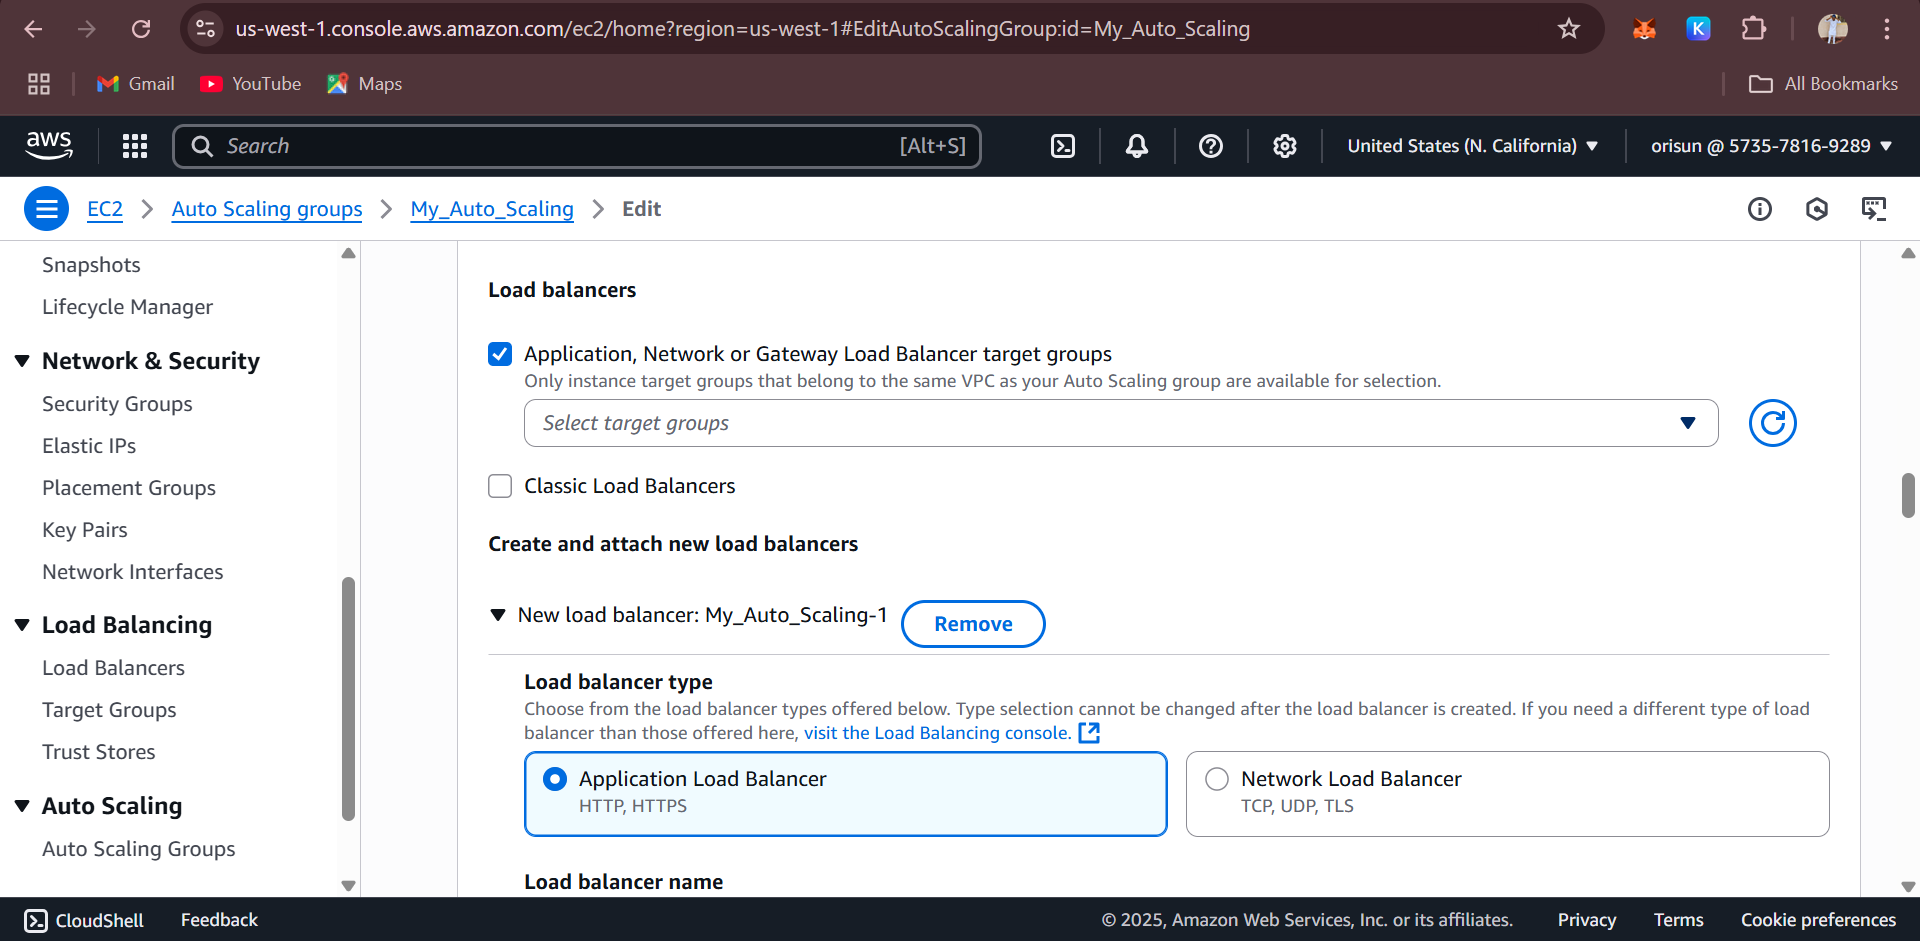 us-west-1.console.aws.amazon.com/ec2/home?region=us-west-1#EditAutoScalingGroup:id=My_Auto_Scaling
K
Gmail
YouTube
Maps
All Bookmarks
aws
Search
[Alt+S]
United States (N. California)
orisun @ 5735-7816-9289
EC2
Auto Scaling groups
My_Auto_Scaling
Edit
Snapshots
Lifecycle Manager
Network & Security
Security Groups
Elastic IPs
Placement Groups
Key Pairs
Network Interfaces
Load Balancing
Load Balancers
Target Groups
Trust Stores
Auto Scaling
Auto Scaling Groups
Load balancers
Application, Network or Gateway Load Balancer target groups
Only instance target groups that belong to the same VPC as your Auto Scaling group are available for selection.
Select target groups
Classic Load Balancers
Create and attach new load balancers
New load balancer: My_Auto_Scaling-1
Remove
Load balancer type
Choose from the load balancer types offered below. Type selection cannot be changed after the load balancer is created. If you need a different type of load
balancer than those offered here, visit the Load Balancing console.
Application Load Balancer
HTTP, HTTPS
Network Load Balancer
TCP, UDP, TLS
Load balancer name
CloudShell
Feedback
© 2025, Amazon Web Services, Inc. or its affiliates.
Privacy
Terms
Cookie preferences